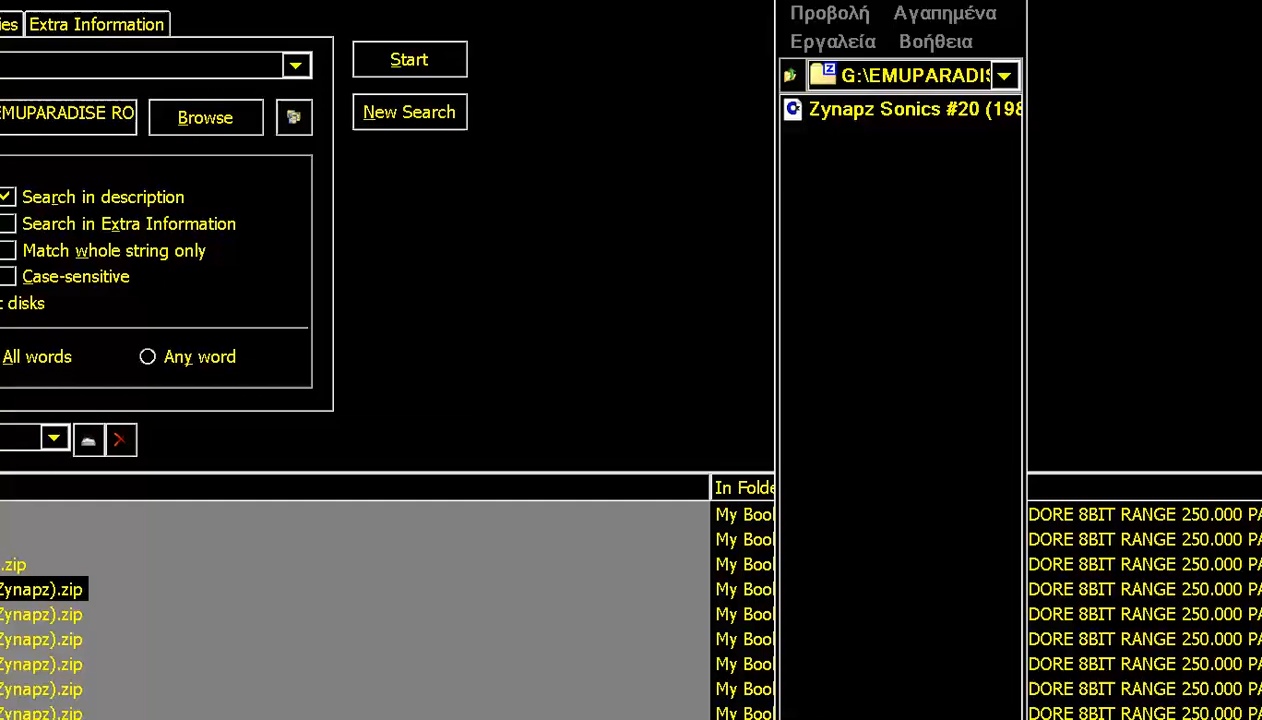 ies Extra Information
Start
EMUPARADISE RO Browse
New Search
Search in description
Search in Extra Information
Match whole string only
Case-sensitive
t disks
All words Any word
Προβολή Αγαπημένα
Εργαλεία Βοήθεια
G:\EMUPARADIS
Zynapz Sonics #20 (198
In Folde
My Bool DORE 8BIT RANGE 250.000 PA
My Bool DORE 8BIT RANGE 250.000 PA
.zip My Bool DORE 8BIT RANGE 250.000 PA
Zynapz).zip My Bool DORE 8BIT RANGE 250.000 PA
Zynapz).zip My Bool DORE 8BIT RANGE 250.000 PA
Zynapz).zip My Bool DORE 8BIT RANGE 250.000 PA
Zynapz).zip My Bool DORE 8BIT RANGE 250.000 PA
Zynapz).zip My Bool DORE 8BIT RANGE 250.000 PA
Zynapz).zip My Bool DORE 8BIT RANGE 250.000 PA